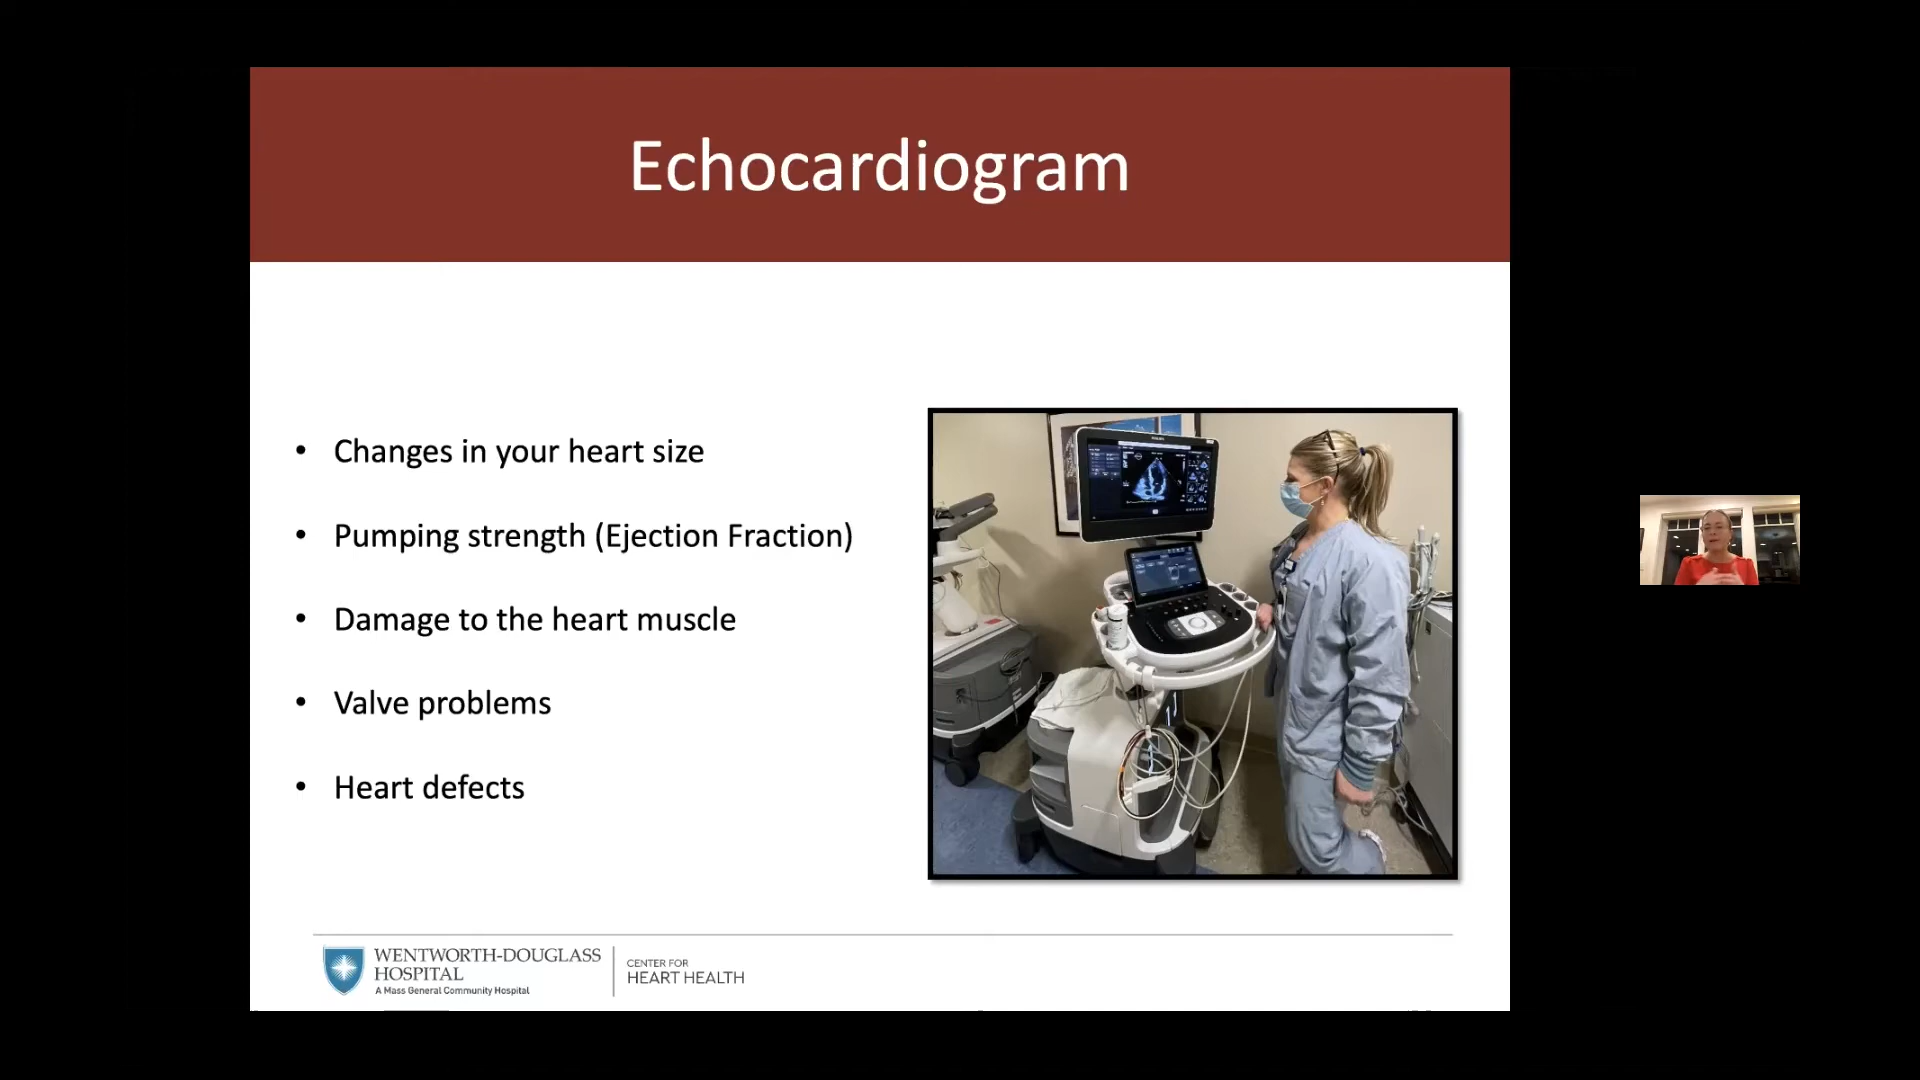 Echocardiogram
• Changes in your heart size
• Pumping strength (Ejection Fraction)
• Damage to the heart muscle
• Valve problems
• Heart defects
WENTWORTH-DOUGLASS
HOSPITAL
A Mass General Community Hospital
CENTER FOR
HEART HEALTH